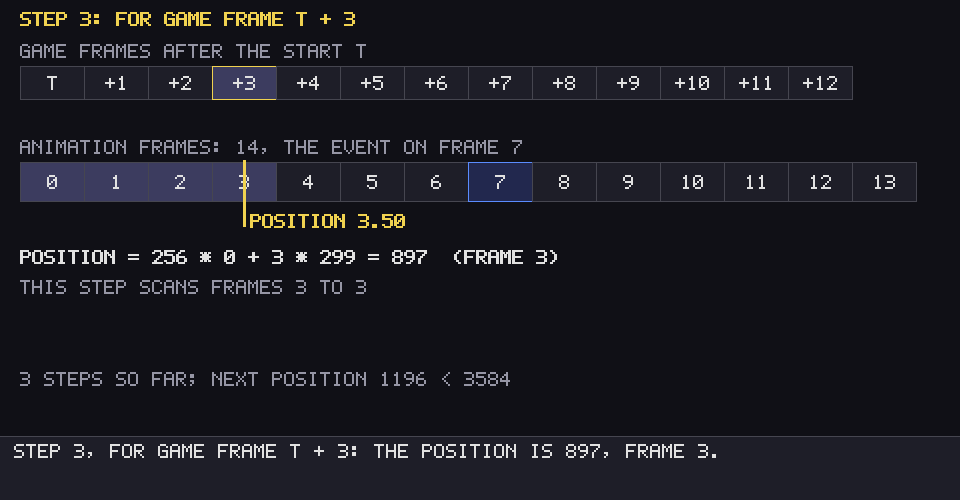 STEP 3: FOR GAME FRAME T + 3
GAME FRAMES AFTER THE START T
T +1 +2 +3 +4 +5 +6 +7 +8 +9 +10 +11 +12
ANIMATION FRAMES: 14, THE EVENT ON FRAME 7
0 1 2 3 4 5 6 7 8 9 10 11 12 13
POSITION 3.50
POSITION = 256 * 0 + 3 * 299 = 897 (FRAME 3)
THIS STEP SCANS FRAMES 3 TO 3
3 STEPS SO FAR; NEXT POSITION 1196 < 3584
STEP 3, FOR GAME FRAME T + 3: THE POSITION IS 897, FRAME 3.